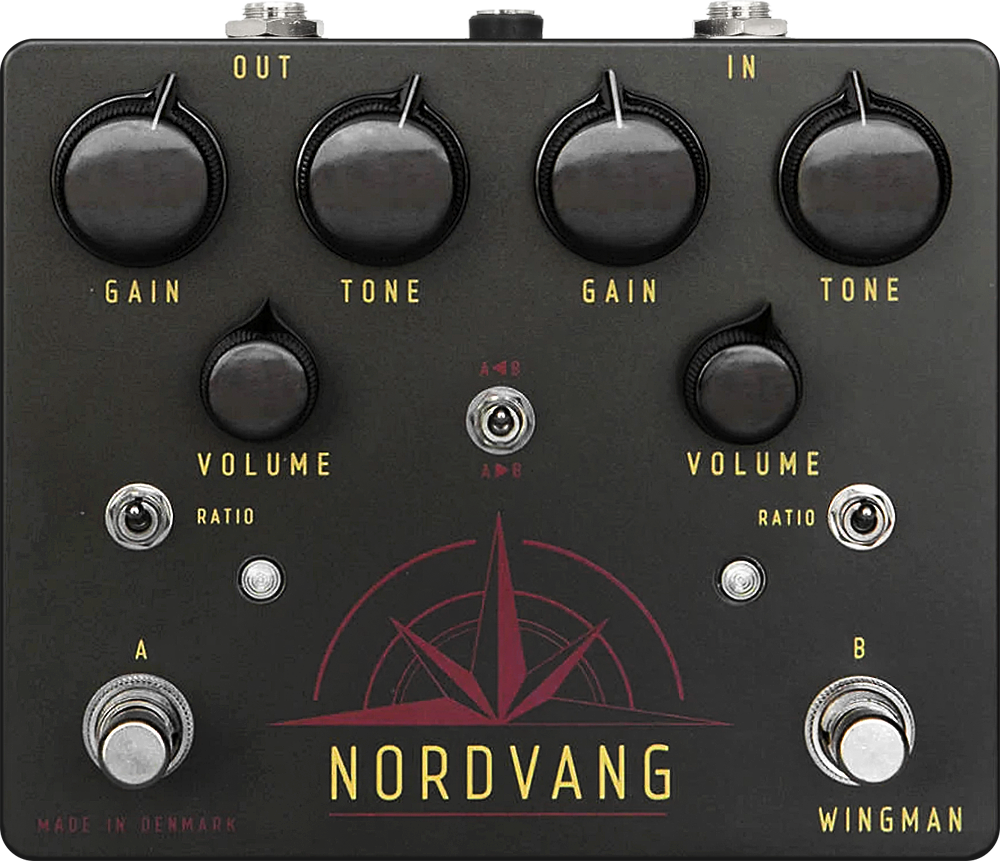 OUT IN
GAIN TONE GAIN TONE
A◀B
VOLUME VOLUME
A▶B
RATIO RATIO
A B
NORDVANG
MADE IN DENMARK WINGMAN